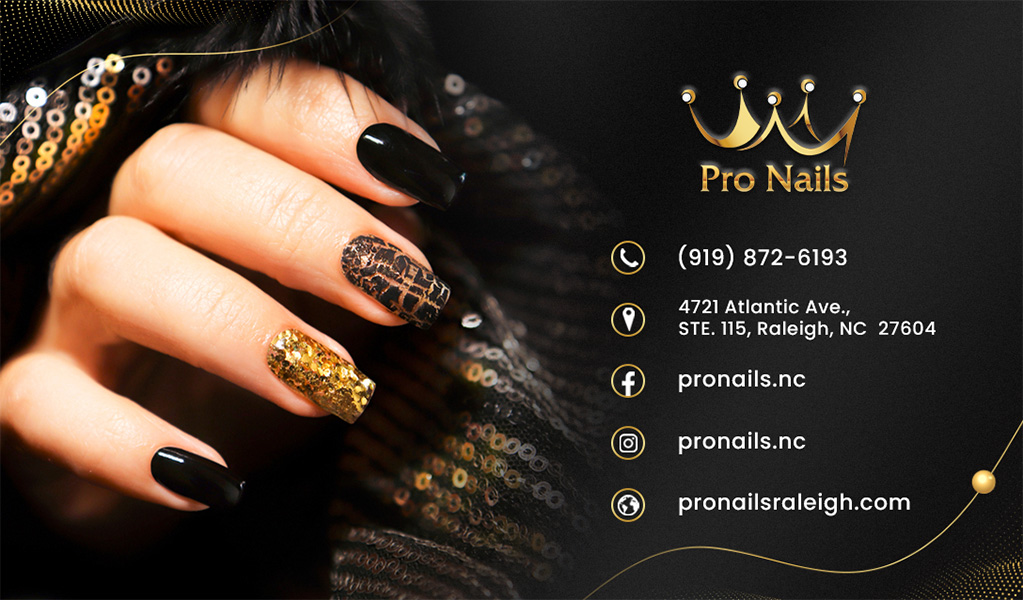 Pro Nails
(919) 872-6193
4721 Atlantic Ave.,
STE. 115, Raleigh, NC 27604
pronails.nc
pronails.nc
pronailsraleigh.com